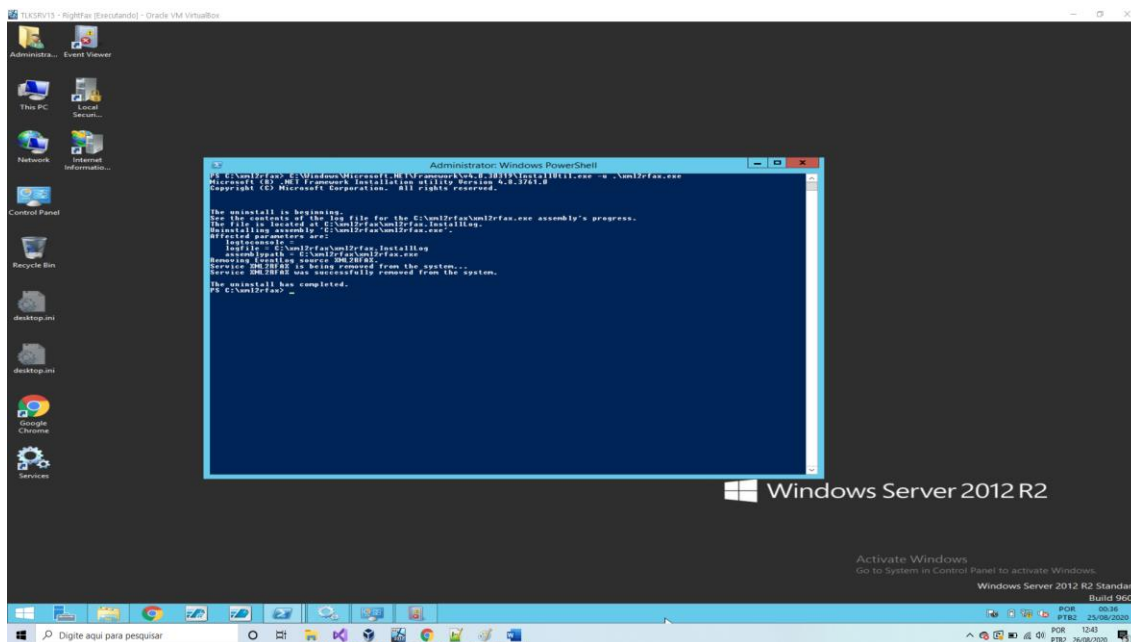 TLKSRV15 - RightFax [Executando] - Oracle VM VirtualBox
Administra...
Event Viewer
This PC
Local
Securi...
Network
Internet
Informatio...
Control Panel
Recycle Bin
desktop.ini
desktop.ini
Google
Chrome
Services
Administrator: Windows PowerShell
PS C:\xml2rfax> C:\Windows\Microsoft.NET\Framework\v4.0.30319\InstallUtil.exe -u .\xml2rfax.exe
Microsoft (R) .NET Framework Installation utility Version 4.8.3761.0
Copyright (C) Microsoft Corporation. All rights reserved.
The uninstall is beginning.
See the contents of the log file for the C:\xml2rfax\xml2rfax.exe assembly's progress.
The file is located at C:\xml2rfax\xml2rfax.InstallLog.
Uninstalling assembly 'C:\xml2rfax\xml2rfax.exe'.
Affected parameters are:
logtoconsole =
logfile = C:\xml2rfax\xml2rfax.InstallLog
assemblypath = C:\xml2rfax\xml2rfax.exe
Removing EventLog source XML2RFAX.
Service XML2RFAX is being removed from the system...
Service XML2RFAX was successfully removed from the system.
The uninstall has completed.
PS C:\xml2rfax> _
Windows Server 2012 R2
Activate Windows
Go to System in Control Panel to activate Windows.
Windows Server 2012 R2 Standar
Build 960
POR
PTB2
00:36
25/08/2020
Digite aqui para pesquisar
POR
PTB2
12:43
26/08/2020